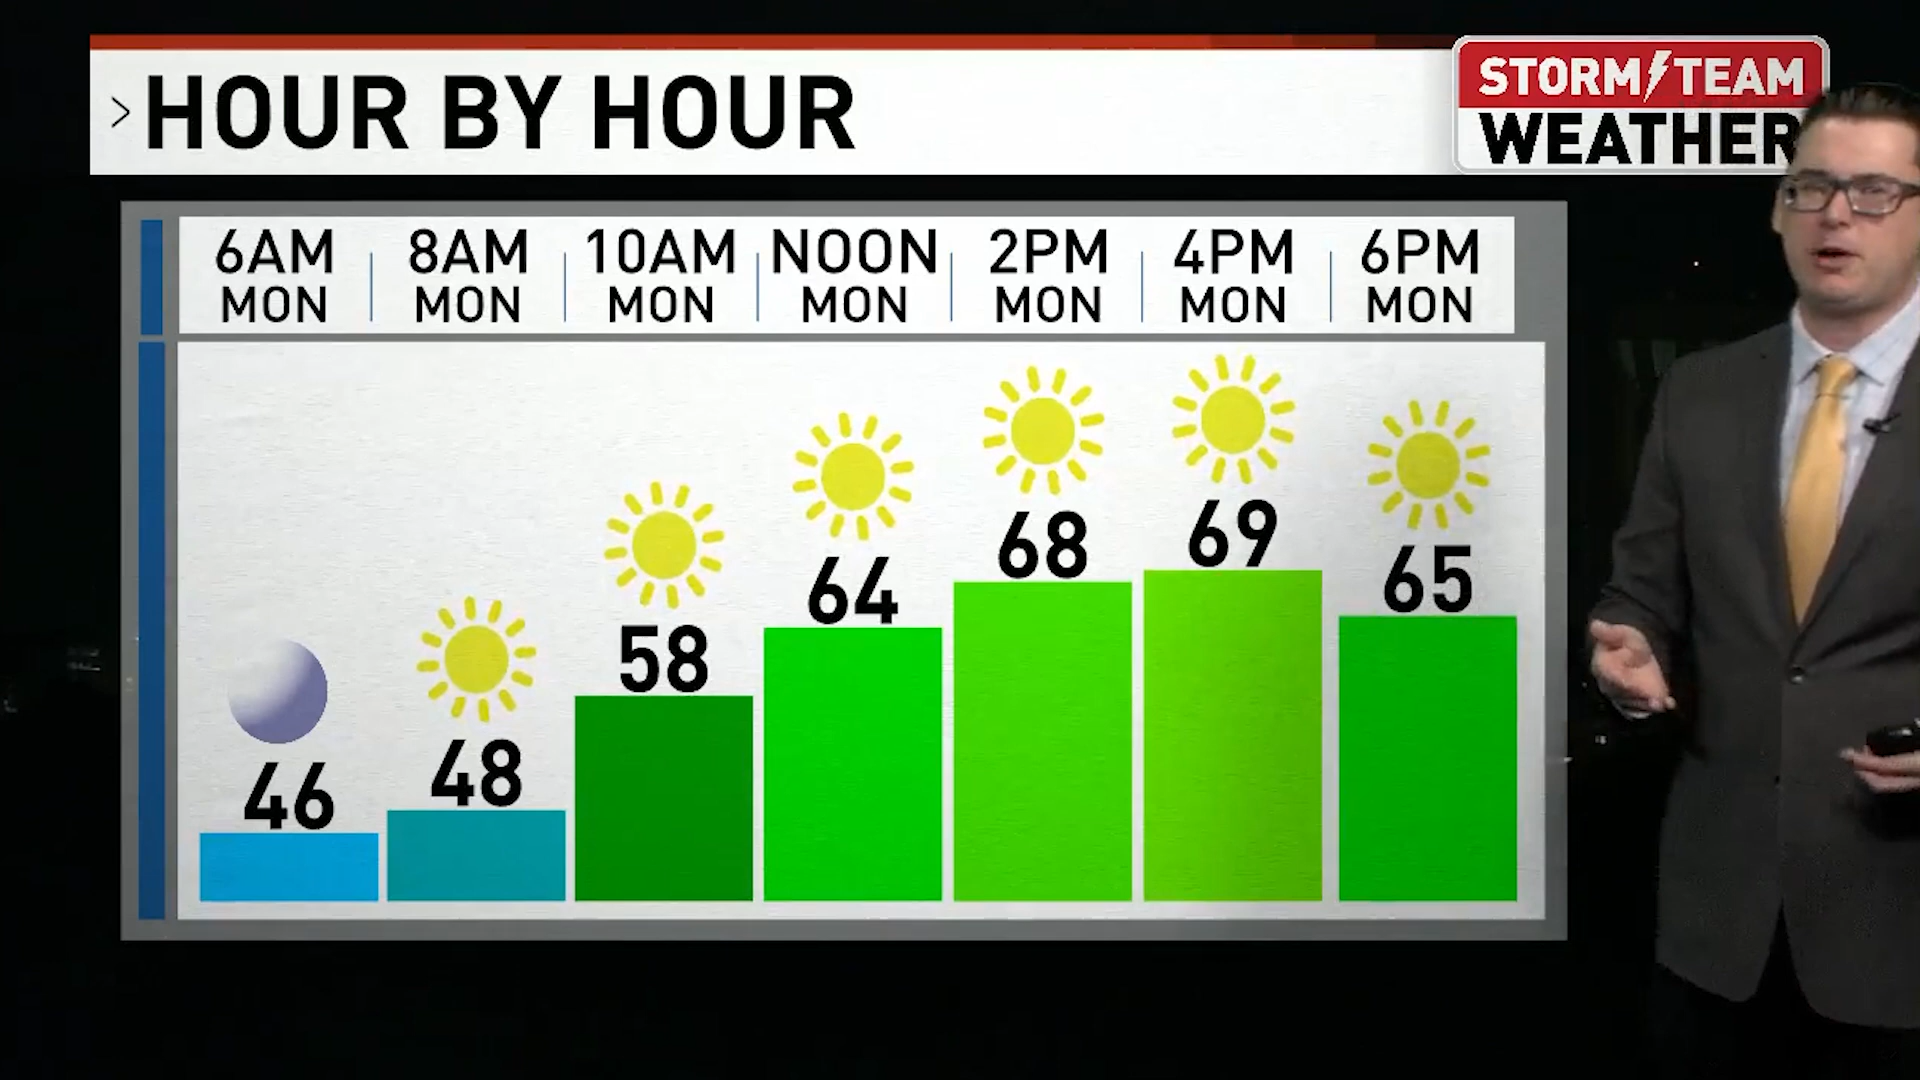 > HOUR BY HOUR
STORM TEAM
WEATHER
6AM 8AM 10AM NOON 2PM 4PM 6PM
MON MON MON MON MON MON MON
46 48 58 64 68 69 65